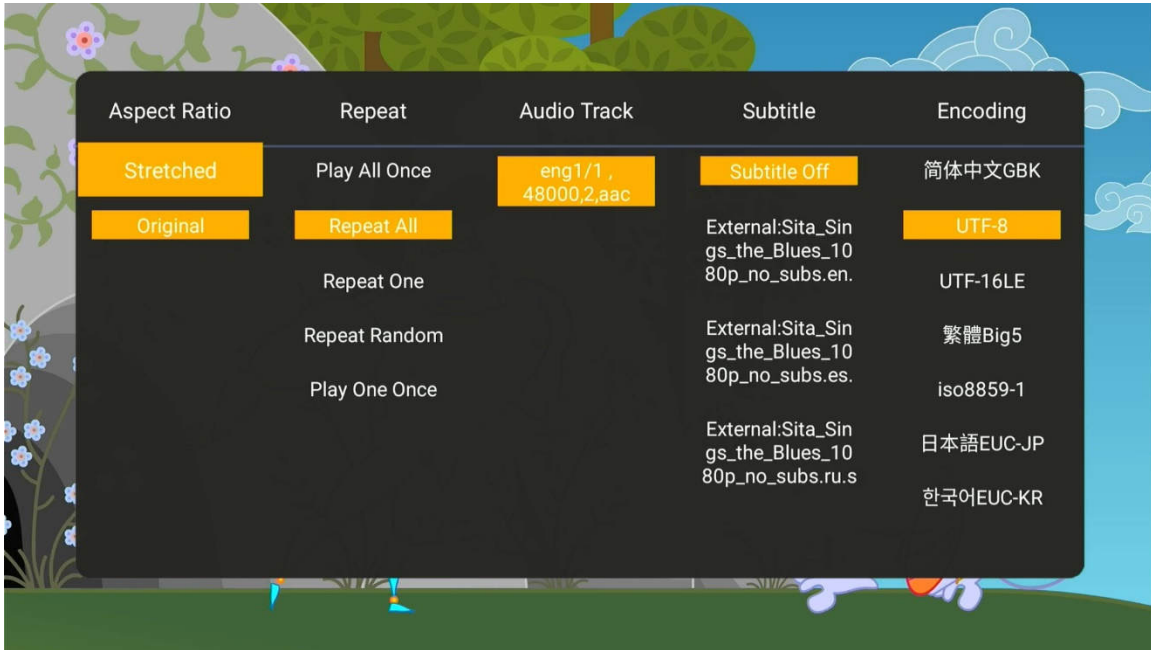 Aspect Ratio
Repeat
Audio Track
Subtitle
Encoding
Stretched
Original
Play All Once
Repeat All
Repeat One
Repeat Random
Play One Once
eng1/1 ,
48000,2,aac
Subtitle Off
External:Sita_Sin
gs_the_Blues_10
80p_no_subs.en.
External:Sita_Sin
gs_the_Blues_10
80p_no_subs.es.
External:Sita_Sin
gs_the_Blues_10
80p_no_subs.ru.s
简体中文GBK
UTF-8
UTF-16LE
繁體Big5
iso8859-1
日本語EUC-JP
한국어EUC-KR